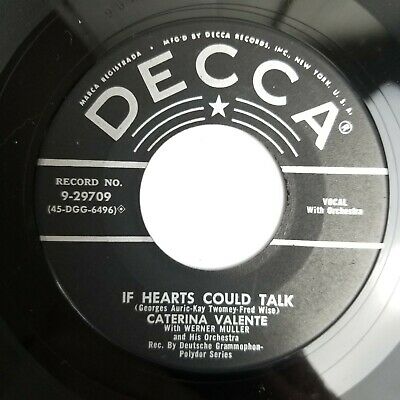 MARCA REGISTRADA • MF'G'D BY DECCA RECORDS, INC., NEW YORK, U.S.A.
DECCA®
RECORD NO.
9-29709
(45-DGG-6496)
VOCAL
With Orchestra
IF HEARTS COULD TALK
(Georges Auric-Kay Twomey-Fred Wise)
CATERINA VALENTE
With WERNER MULLER
and His Orchestra
Rec. By Deutsche Grammophon-
Polydor Series